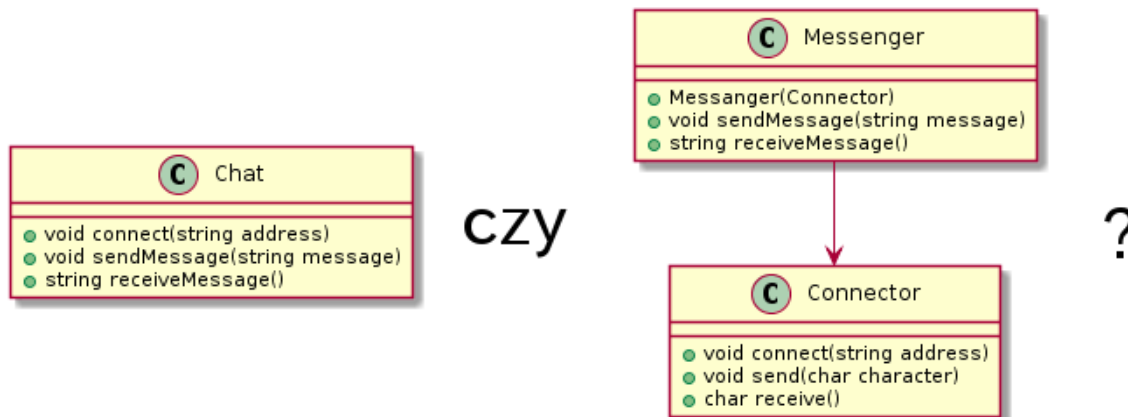 C Chat
void connect(string address)
void sendMessage(string message)
string receiveMessage()
czy
C Messenger
Messanger(Connector)
void sendMessage(string message)
string receiveMessage()
C Connector
void connect(string address)
void send(char character)
char receive()
?